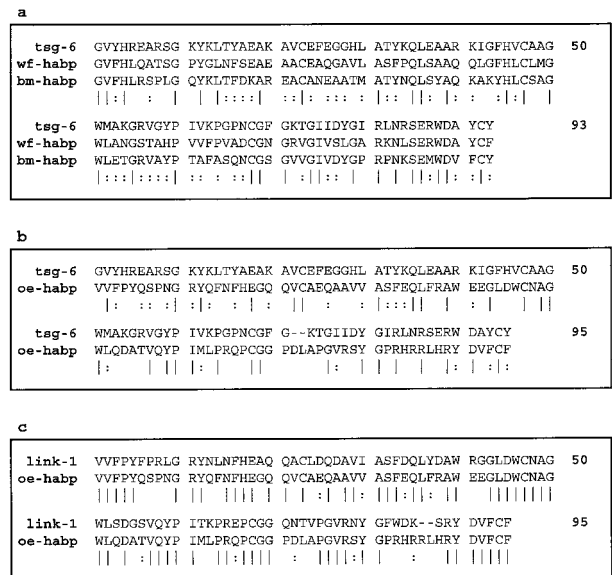 a
tsg-6 GVYHREARSG KYKLTYAEAK AVCEFEGGHL ATYKQLEAAR KIGFHVCAAG 50
wf-habp GVFHLQATSG PYGLNFSEAE EACEAQGAVL ASFPQLSAAQ QLGFHLCLMG
bm-habp GVFHLRSPLG QYKLTFDKAR EACANEAATM ATYNQLSYAQ KAKYHLCSAG
tsg-6 WMAKGRVGYP IVKPGPNCGF GKTGIIDYGI RLNRSERWDA YCY 93
wf-habp WLANGSTAHP VVFPVADCGN GRVGIVSLGA RKNLSERWDA YCF
bm-habp WLETGRVAYP TAFASQNCGS GVVGIVDYGP RPNKSEMWDV FCY
b
tsg-6 GVYHREARSG KYKLTYAEAK AVCEFEGGHL ATYKQLEAAR KIGFHVCAAG 50
oe-habp VVFPYQSPNG RYQFNFHEGQ QVCAEQAAVV ASFEQLFRAW EEGLDWCNAG
tsg-6 WMAKGRVGYP IVKPGPNCGF G--KTGIIDY GIRLNRSERW DAYCY 95
oe-habp WLQDATVQYP IMLPRQPCGG PDLAPGVRSY GPRHRRLHRY DVFCF
c
link-1 VVFPYFPRLG RYNLNFHEAQ QACLDQDAVI ASFDQLYDAW RGGLDWCNAG 50
oe-habp VVFPYQSPNG RYQFNFHEGQ QVCAEQAAVV ASFEQLFRAW EEGLDWCNAG
link-1 WLSDGSVQYP ITKPREPCGG QNTVPGVRNY GFWDK--SRY DVFCF 95
oe-habp WLQDATVQYP IMLPRQPCGG PDLAPGVRSY GPRHRRLHRY DVFCF